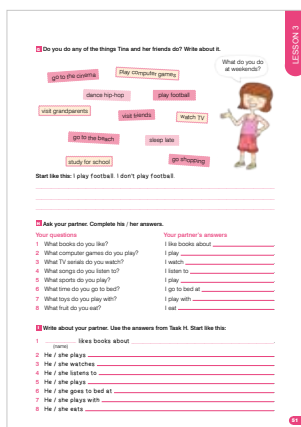 LESSON 3
G Do you do any of the things Tina and her friends do? Write about it.
What do you do
at weekends?
go to the cinema
play computer games
dance hip-hop
play football
visit grandparents
visit friends
watch TV
go to the beach
sleep late
study for school
go shopping
Start like this: I play football. I don't play football.
H Ask your partner. Complete his / her answers.
Your questions
Your partner's answers
1 What books do you like?
I like books about
2 What computer games do you play?
I play
3 What TV serials do you watch?
I watch
4 What songs do you listen to?
I listen to
5 What sports do you play?
I play
6 What time do you go to bed?
I go to bed at
7 What toys do you play with?
I play with
8 What fruit do you eat?
I eat
I Write about your partner. Use the answers from Task H. Start like this:
1 likes books about
(name)
2 He / she plays
3 He / she watches
4 He / she listens to
5 He / she plays
6 He / she goes to bed at
7 He / she plays with
8 He / she eats
51